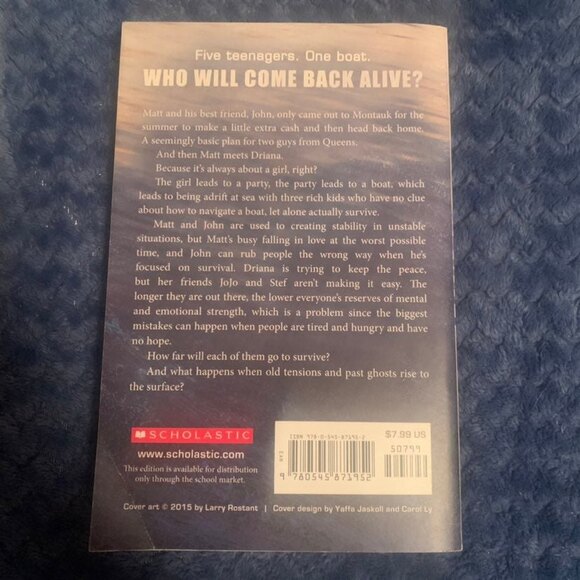 Five teenagers. One boat.
WHO WILL COME BACK ALIVE?
Matt and his best friend, John, only came out to Montauk for the
summer to make a little extra cash and then head back home.
A seemingly basic plan for two guys from Queens.
And then Matt meets Driana.
Because it's always about a girl, right?
The girl leads to a party, the party leads to a boat, which
leads to being adrift at sea with three rich kids who have no clue
about how to navigate a boat, let alone actually survive.
Matt and John are used to creating stability in unstable
situations, but Matt's busy falling in love at the worst possible
time, and John can rub people the wrong way when he's
focused on survival. Driana is trying to keep the peace,
but her friends JoJo and Stef aren't making it easy. The
longer they are out there, the lower everyone's reserves of mental
and emotional strength, which is a problem since the biggest
mistakes can happen when people are tired and hungry and have
no hope.
How far will each of them go to survive?
And what happens when old tensions and past ghosts rise to
the surface?
SCHOLASTIC
www.scholastic.com
This edition is available for distribution
only through the school market.
ISBN 978-0-545-87195-2
$7.99 US
50799
EAN
9 780545 871952
Cover art © 2015 by Larry Rostant | Cover design by Yaffa Jaskoll and Carol Ly